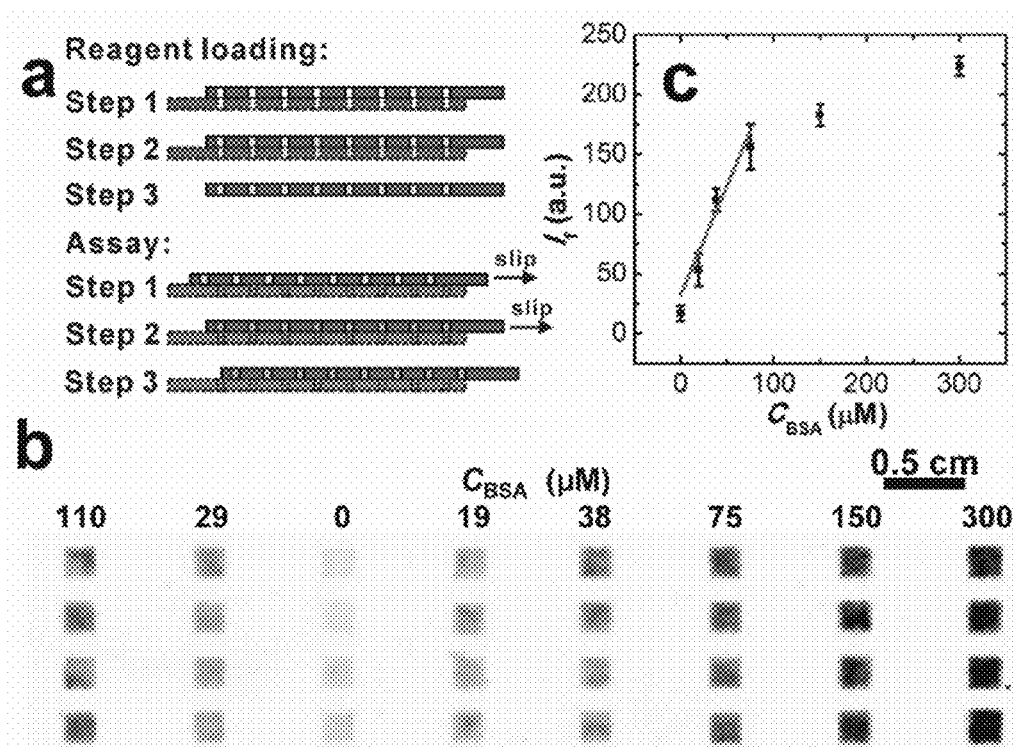 a
Reagent loading:
Step 1
Step 2
Step 3
Assay:
Step 1
slip
Step 2
slip
Step 3
c
I_f (a.u.)
250
200
150
100
50
0
0 100 200 300
C_BSA (μM)
b
0.5 cm
C_BSA (μM)
110 29 0 19 38 75 150 300